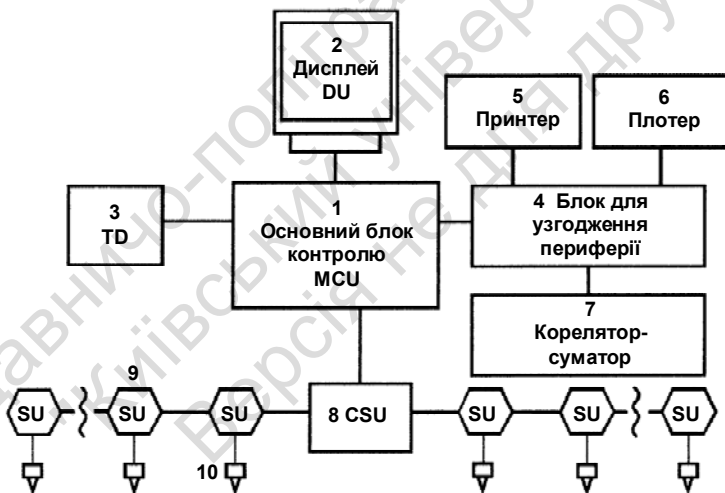 2
Дисплей
DU
5
Принтер
6
Плотер
3
TD
1
Основний блок
контролю
MCU
4 Блок для
узгодження
периферії
7
Корелятор-
суматор
9
SU
SU
SU
8 CSU
SU
SU
SU
10